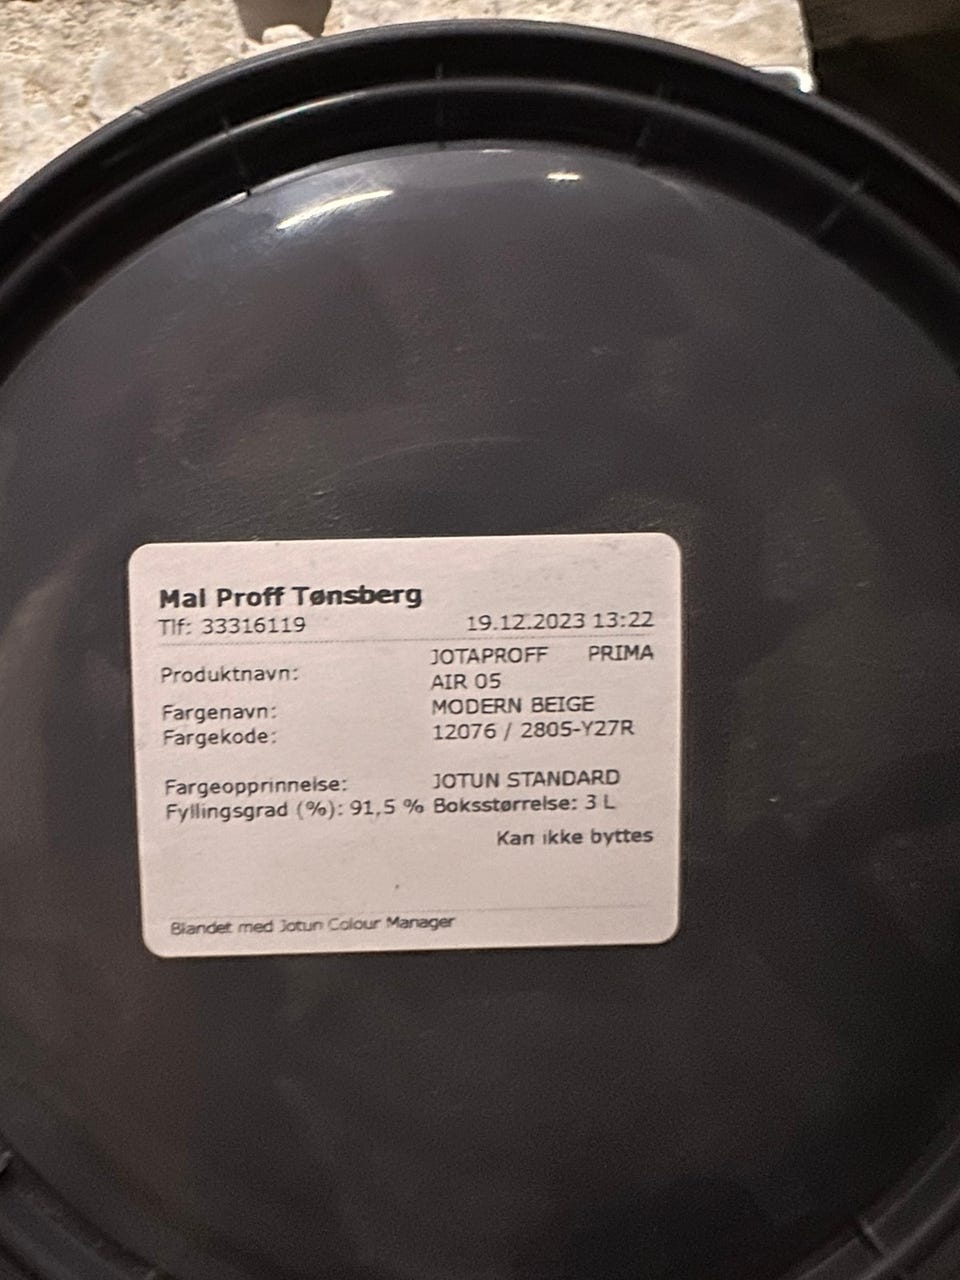 Mal Proff Tønsberg
Tlf: 33316119 19.12.2023 13:22
Produktnavn: JOTAPROFF PRIMA
AIR 05
Fargenavn: MODERN BEIGE
Fargekode: 12076 / 2805-Y27R
Fargeopprinnelse: JOTUN STANDARD
Fyllingsgrad (%): 91,5 % Boksstørrelse: 3 L
Kan ikke byttes
Blandet med Jotun Colour Manager